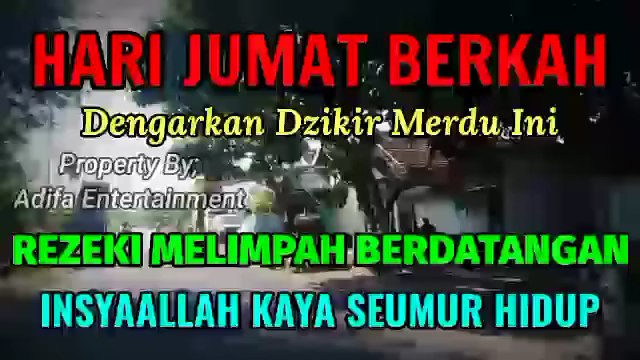 HARI JUMAT BERKAH
Dengarkan Dzikir Merdu Ini
Property By;
Adifa Entertainment
REZEKI MELIMPAH BERDATANGAN
INSYAALLAH KAYA SEUMUR HIDUP